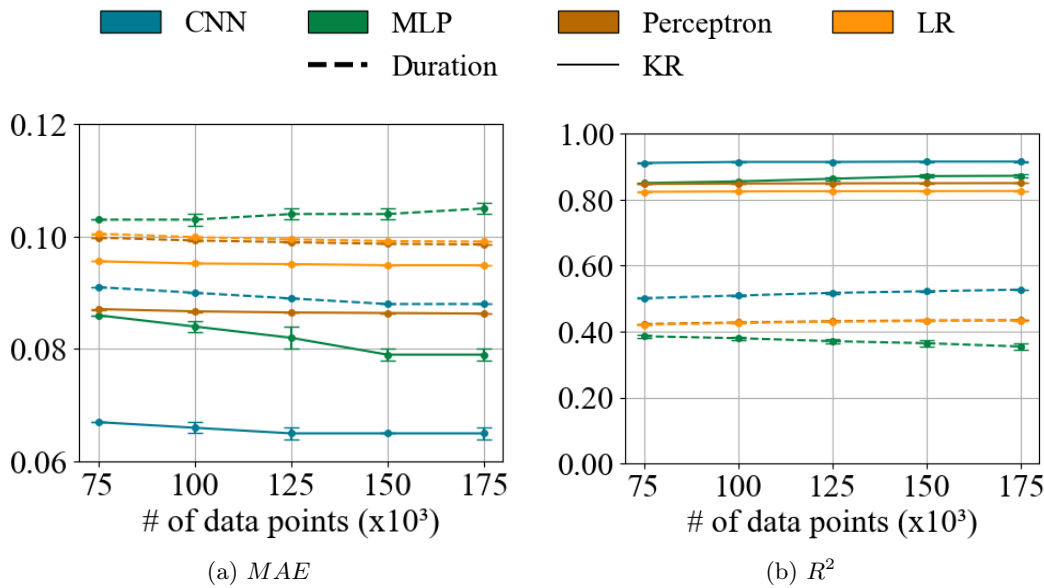 CNN MLP Perceptron LR
Duration KR
0.12
0.10
0.08
0.06
75 100 125 150 175
# of data points (x10³)
(a) MAE
1.00
0.80
0.60
0.40
0.20
0.00
75 100 125 150 175
# of data points (x10³)
(b) R²